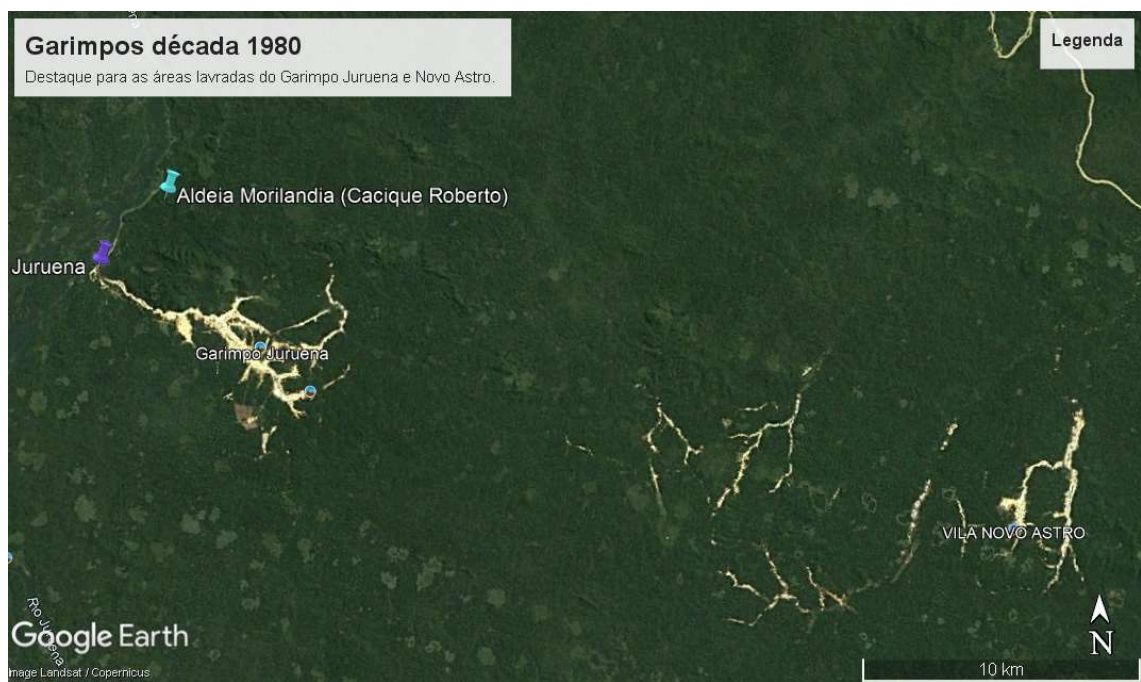 Garimpos década 1980
Destaque para as áreas lavradas do Garimpo Juruena e Novo Astro.
Legenda
Aldeia Morilandia (Cacique Roberto)
Juruena
Garimpo Juruena
VILA NOVO ASTRO
Rio Juruena
Google Earth
N
mage Landsat / Copernicus
10 km